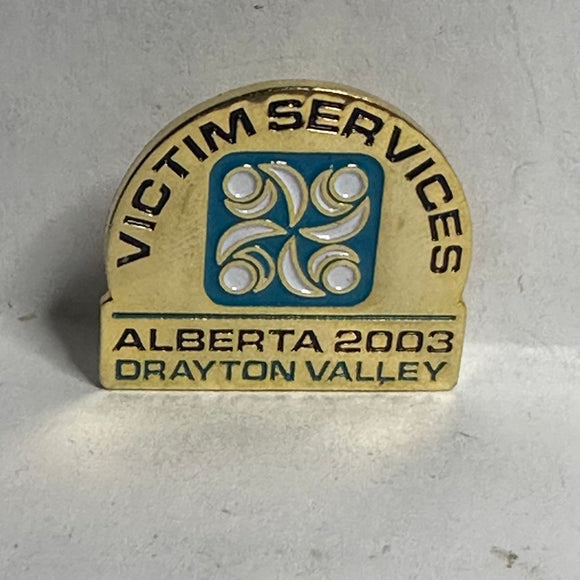 VICTIM SERVICES
ALBERTA 2003
DRAYTON VALLEY